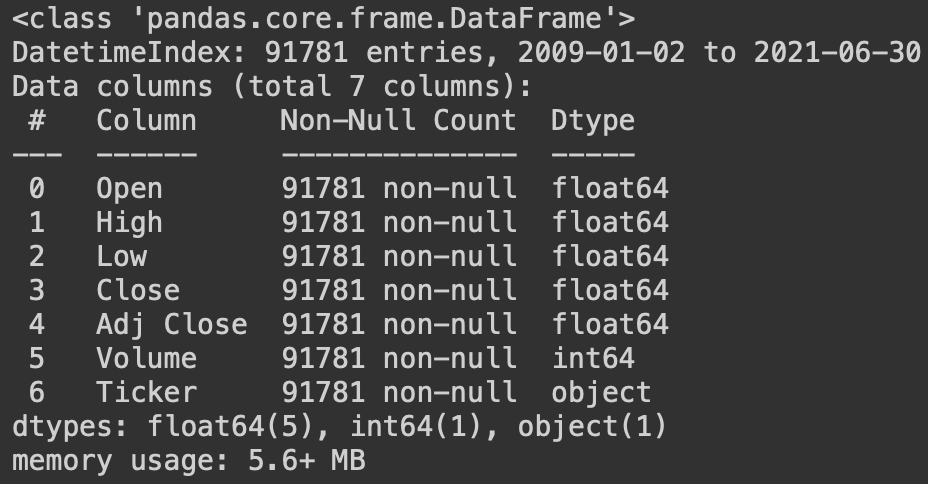 <class 'pandas.core.frame.DataFrame'>
DatetimeIndex: 91781 entries, 2009-01-02 to 2021-06-30
Data columns (total 7 columns):
 #   Column     Non-Null Count  Dtype
---  ------     --------------  -----
 0   Open       91781 non-null  float64
 1   High       91781 non-null  float64
 2   Low        91781 non-null  float64
 3   Close      91781 non-null  float64
 4   Adj Close  91781 non-null  float64
 5   Volume     91781 non-null  int64
 6   Ticker     91781 non-null  object
dtypes: float64(5), int64(1), object(1)
memory usage: 5.6+ MB